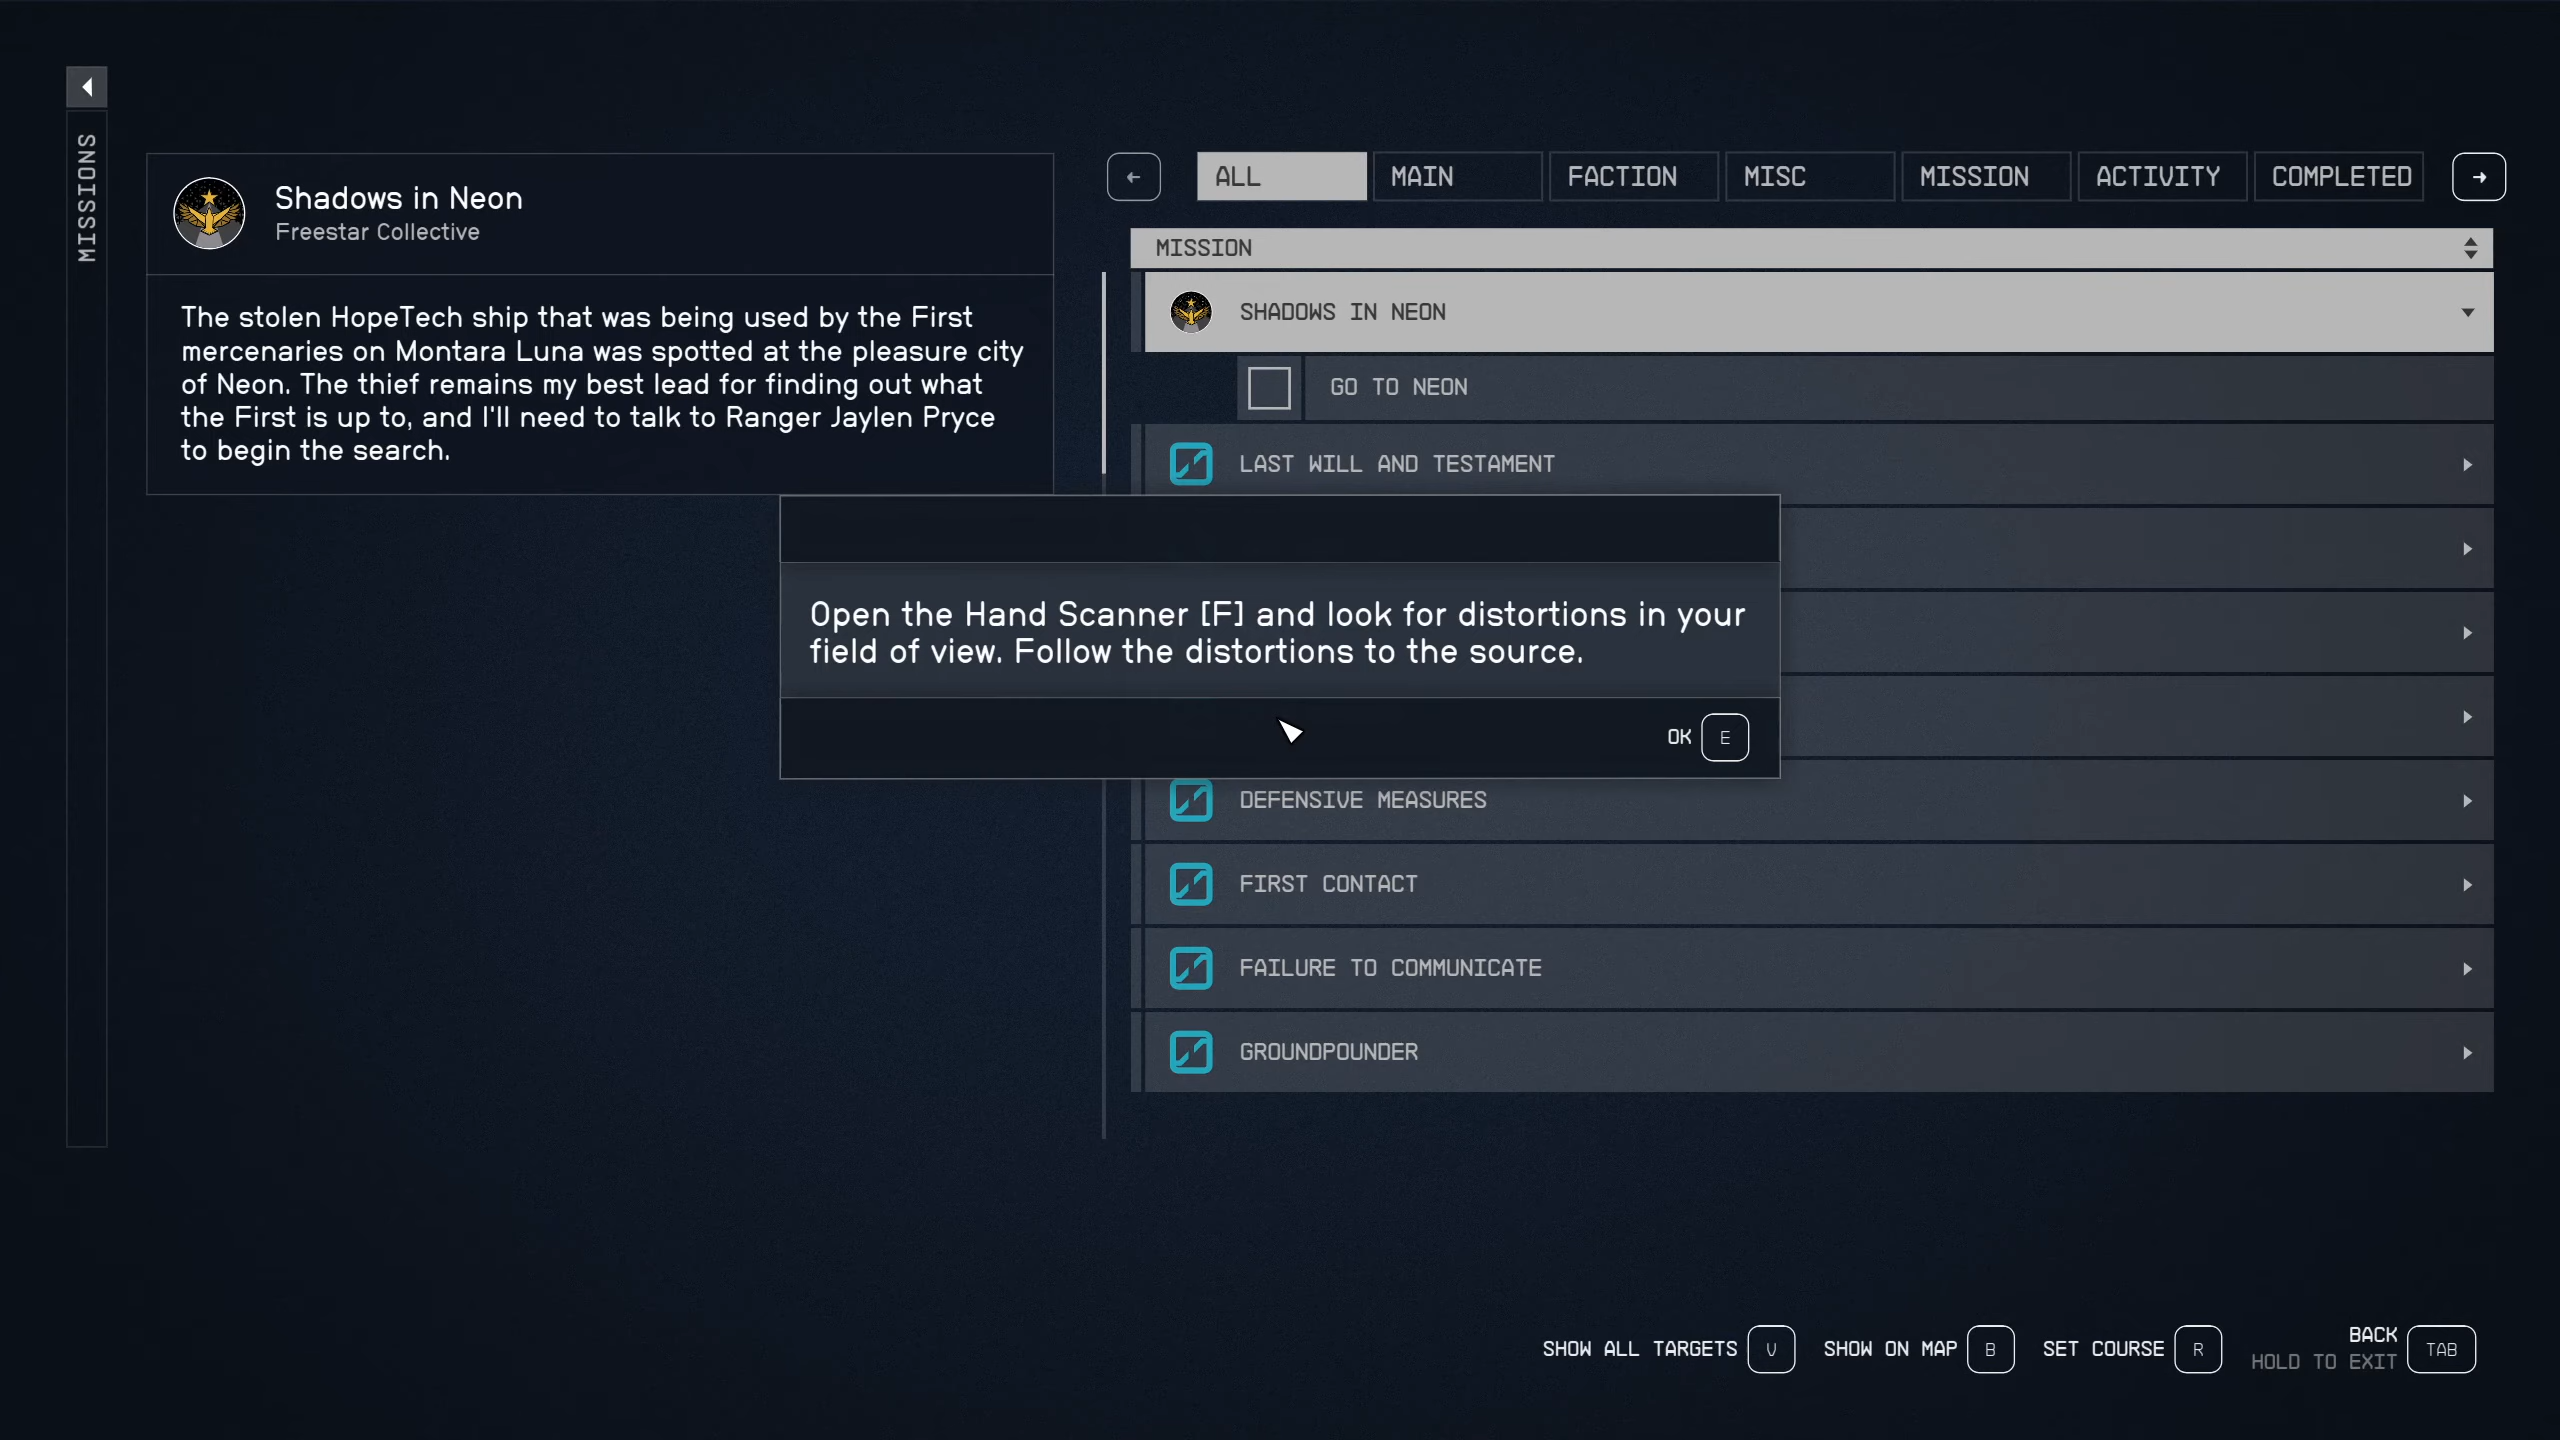 MISSIONS
Shadows in Neon
Freestar Collective
The stolen HopeTech ship that was being used by the First
mercenaries on Montara Luna was spotted at the pleasure city
of Neon. The thief remains my best lead for finding out what
the First is up to, and I'll need to talk to Ranger Jaylen Pryce
to begin the search.
ALL MAIN FACTION MISC MISSION ACTIVITY COMPLETED
MISSION
SHADOWS IN NEON
GO TO NEON
LAST WILL AND TESTAMENT
Open the Hand Scanner [F] and look for distortions in your
field of view. Follow the distortions to the source.
OK E
DEFENSIVE MEASURES
FIRST CONTACT
FAILURE TO COMMUNICATE
GROUNDPOUNDER
SHOW ALL TARGETS V SHOW ON MAP B SET COURSE R BACK TAB
HOLD TO EXIT